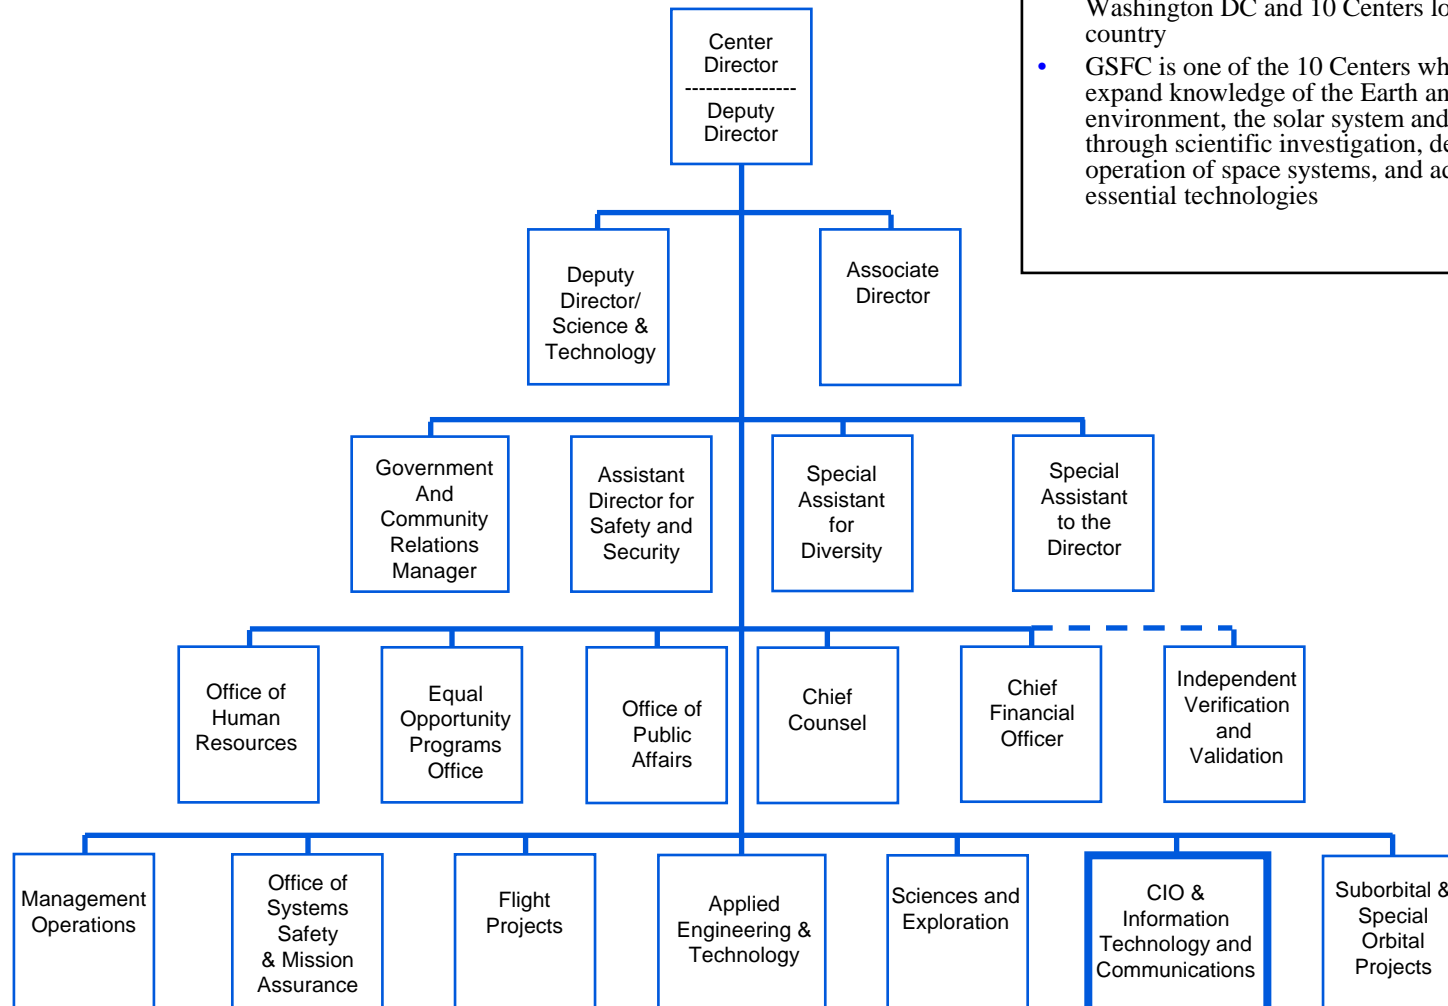 Center
Director
----------------
Deputy
Director
Washington DC and 10 Centers
country
• GSFC is one of the 10 Centers
expand knowledge of the Earth
environment, the solar system and
through scientific investigation,
operation of space systems, and
essential technologies
Deputy
Director/
Science &
Technology
Associate
Director
Government
And
Community
Relations
Manager
Assistant
Director for
Safety and
Security
Special
Assistant
for
Diversity
Special
Assistant
to the
Director
Office of
Human
Resources
Equal
Opportunity
Programs
Office
Office of
Public
Affairs
Chief
Counsel
Chief
Financial
Officer
Independent
Verification
and
Validation
Management
Operations
Office of
Systems
Safety
& Mission
Assurance
Flight
Projects
Applied
Engineering &
Technology
Sciences and
Exploration
CIO &
Information
Technology and
Communications
Suborbital &
Special
Orbital
Projects